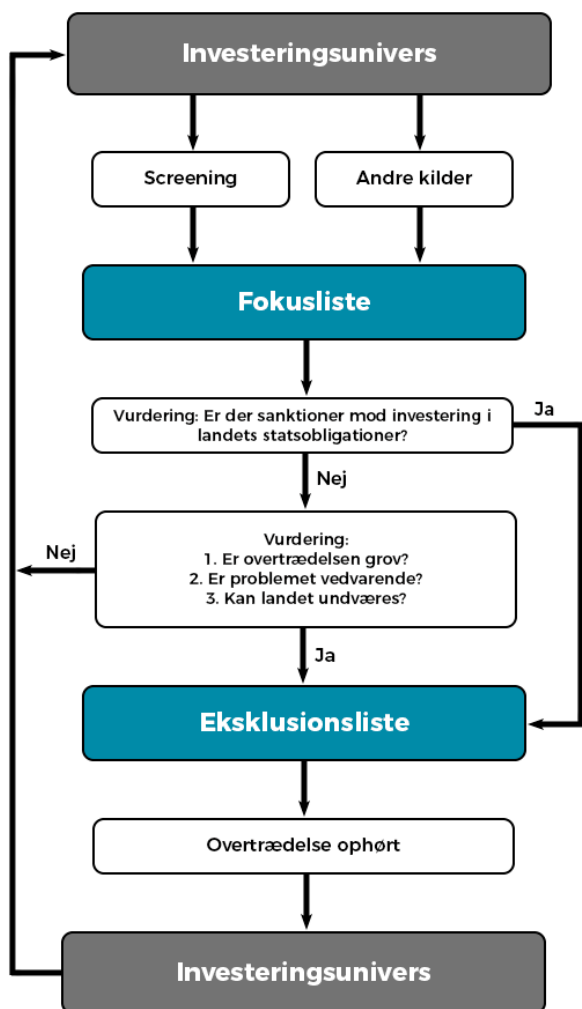 Investeringsunivers
Screening
Andre kilder
Fokusliste
Vurdering: Er der sanktioner mod investering i
landets statsobligationer?
Ja
Nej
Vurdering:
1. Er overtrædelsen grov?
2. Er problemet vedvarende?
3. Kan landet undværes?
Nej
Ja
Eksklusionsliste
Overtrædelse ophørt
Investeringsunivers